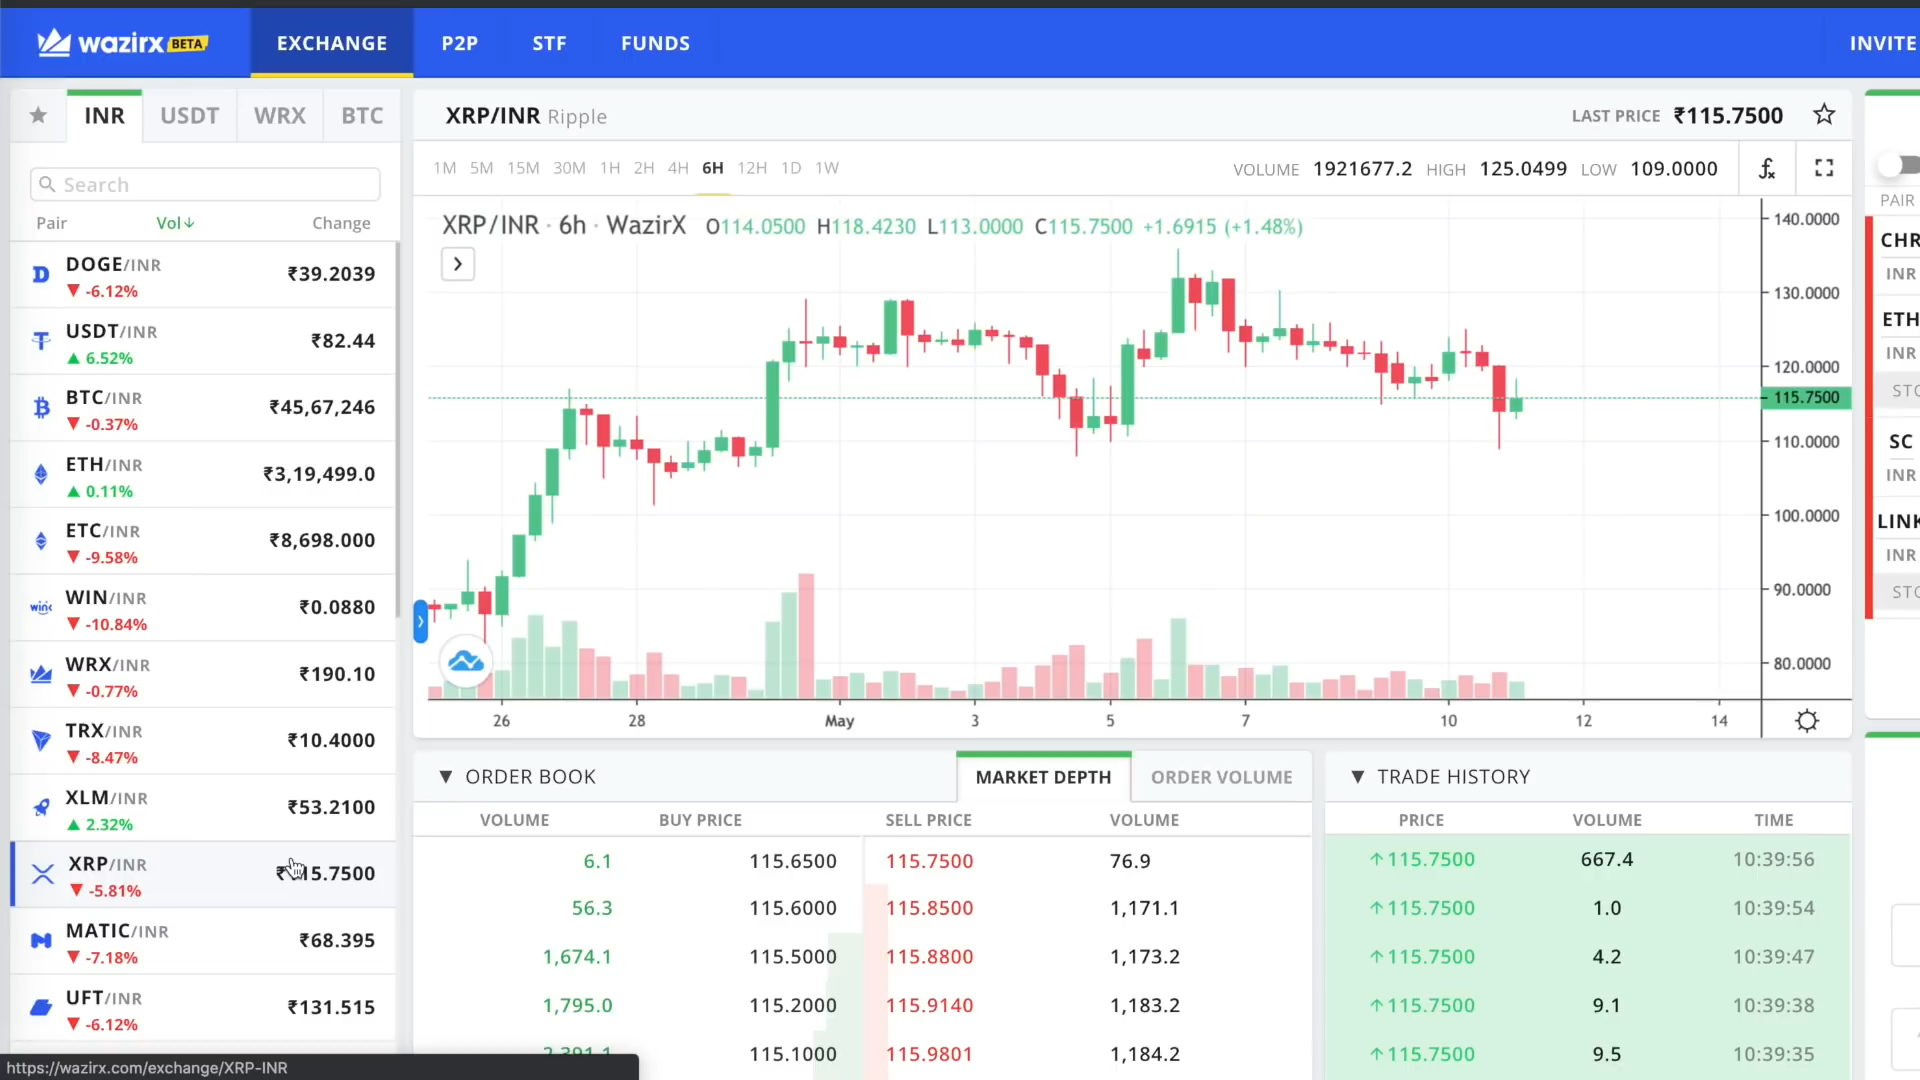 wazirx BETA
EXCHANGE
P2P
STF
FUNDS
INVITE
INR
USDT
WRX
BTC
Search
Pair
Vol↓
Change
DOGE/INR
₹39.2039
▼ -6.12%
USDT/INR
₹82.44
▲ 6.52%
BTC/INR
₹45,67,246
▼ -0.37%
ETH/INR
₹3,19,499.0
▲ 0.11%
ETC/INR
₹8,698.000
▼ -9.58%
WIN/INR
₹0.0880
▼ -10.84%
WRX/INR
₹190.10
▼ -0.77%
TRX/INR
₹10.4000
▼ -8.47%
XLM/INR
₹53.2100
▲ 2.32%
XRP/INR
₹115.7500
▼ -5.81%
MATIC/INR
₹68.395
▼ -7.18%
UFT/INR
₹131.515
▼ -6.12%
https://wazirx.com/exchange/XRP-INR
XRP/INR Ripple
LAST PRICE ₹115.7500
1M 5M 15M 30M 1H 2H 4H 6H 12H 1D 1W
VOLUME 1921677.2 HIGH 125.0499 LOW 109.0000
XRP/INR · 6h · WazirX O114.0500 H118.4230 L113.0000 C115.7500 +1.6915 (+1.48%)
140.0000
130.0000
120.0000
115.7500
110.0000
100.0000
90.0000
80.0000
26 28 May 3 5 7 10 12 14
▼ ORDER BOOK
MARKET DEPTH
ORDER VOLUME
VOLUME BUY PRICE SELL PRICE VOLUME
6.1 115.6500 115.7500 76.9
56.3 115.6000 115.8500 1,171.1
1,674.1 115.5000 115.8800 1,173.2
1,795.0 115.2000 115.9140 1,183.2
2,391.1 115.1000 115.9801 1,184.2
▼ TRADE HISTORY
PRICE VOLUME TIME
↑115.7500 667.4 10:39:56
↑115.7500 1.0 10:39:54
↑115.7500 4.2 10:39:47
↑115.7500 9.1 10:39:38
↑115.7500 9.5 10:39:35
PAIR
CHR
INR
ETH
INR
STO
SC
INR
LINK
INR
STO